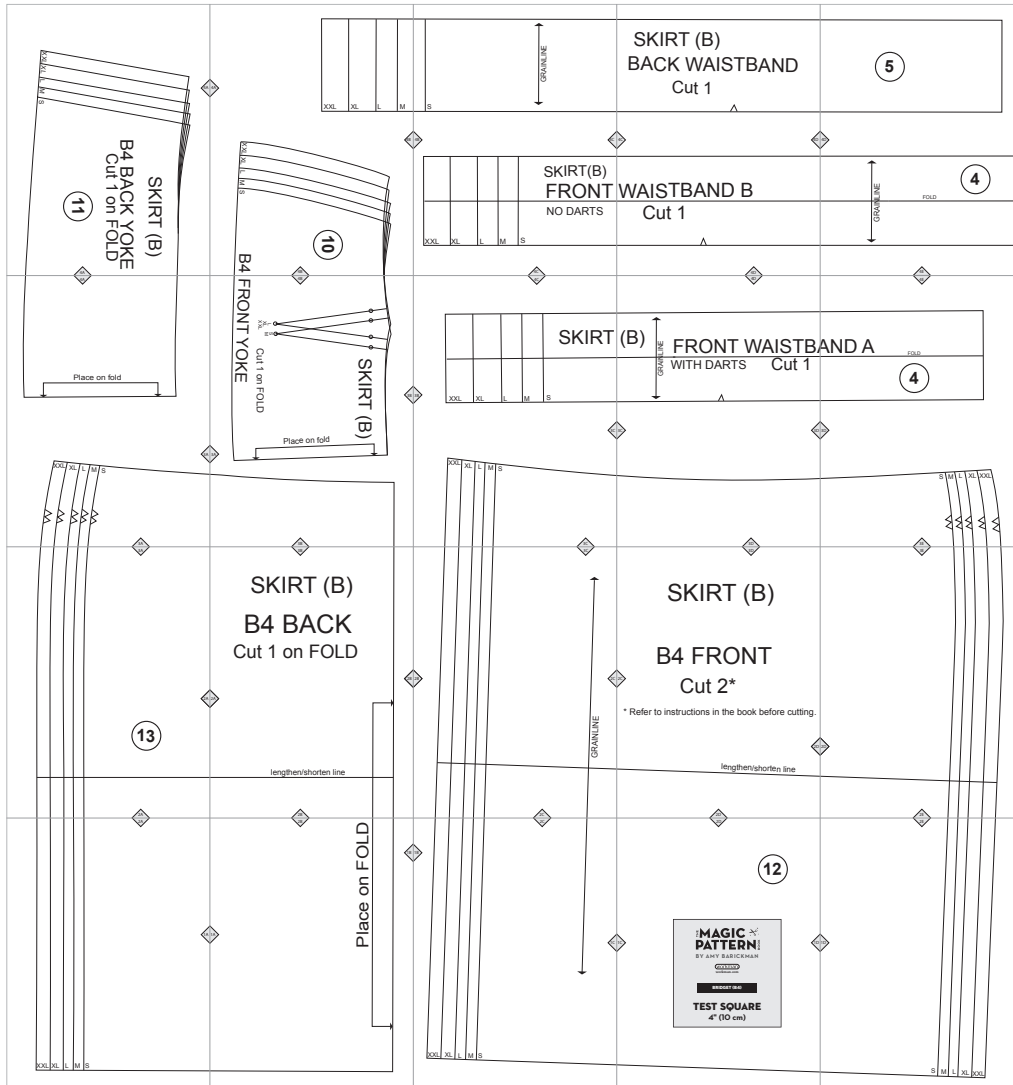 SKIRT (B)
BACK WAISTBAND
Cut 1
5
GRAINLINE
XXL
XL
L
M
S
SKIRT(B)
FRONT WAISTBAND B
NO DARTS
Cut 1
4
GRAINLINE
FOLD
XXL
XL
L
M
S
SKIRT (B)
FRONT WAISTBAND A
WITH DARTS
Cut 1
4
GRAINLINE
FOLD
XXL
XL
L
M
S
XXL
XL
L
M
S
SKIRT (B)
B4 BACK YOKE
Cut 1 on FOLD
11
Place on fold
XXL
XL
L
M
S
10
B4 FRONT YOKE
Cut 1 on FOLD
SKIRT (B)
Place on fold
XXL XL L M S
SKIRT (B)
B4 BACK
Cut 1 on FOLD
13
lengthen/shorten line
Place on FOLD
XXL XL L M S
XXL XL L M S
S M L XL XXL
SKIRT (B)
B4 FRONT
Cut 2*
* Refer to instructions in the book before cutting.
GRAINLINE
lengthen/shorten line
12
THE
MAGIC
PATTERN
BOOK
BY AMY BARICKMAN
BRIDGET (B4)
TEST SQUARE
4" (10 cm)
XXL XL L M S
S M L XL XXL